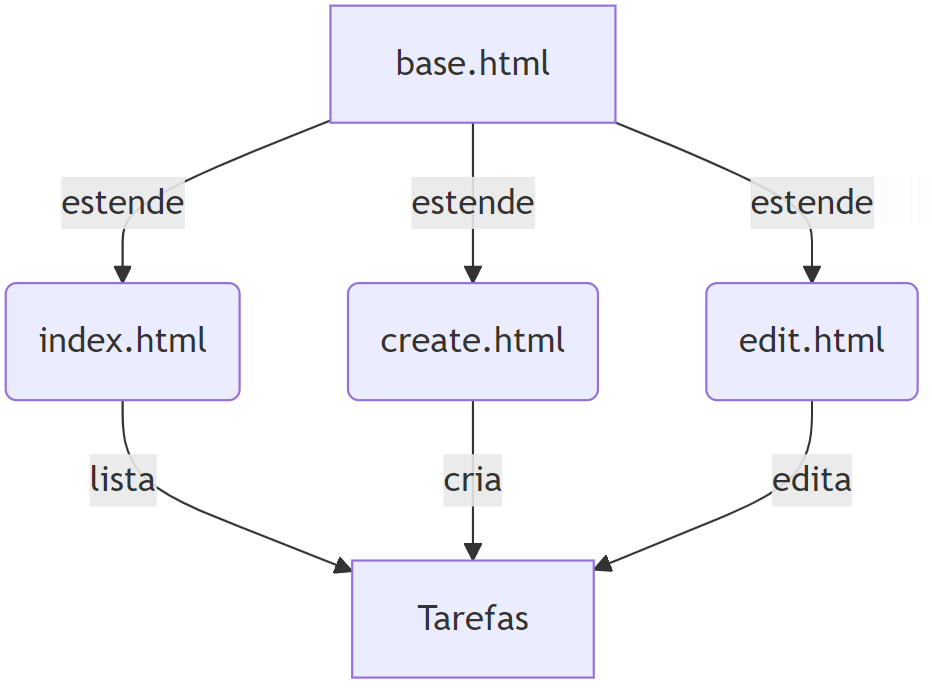 base.html
estende
estende
estende
index.html
create.html
edit.html
lista
cria
edita
Tarefas